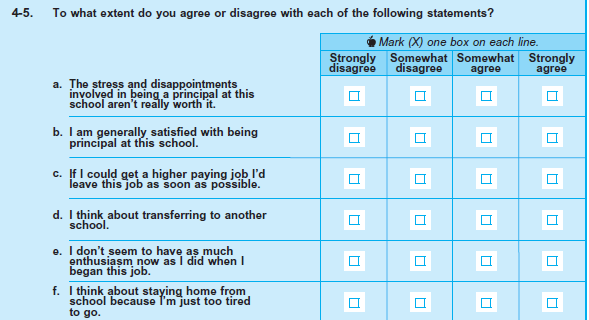 4-5. To what extent do you agree or disagree with each of the following statements?
Mark (X) one box on each line.
Strongly disagree Somewhat disagree Somewhat agree Strongly agree
a. The stress and disappointments
involved in being a principal at this
school aren't really worth it.
b. I am generally satisfied with being
principal at this school.
c. If I could get a higher paying job I'd
leave this job as soon as possible.
d. I think about transferring to another
school.
e. I don't seem to have as much
enthusiasm now as I did when I
began this job.
f. I think about staying home from
school because I'm just too tired
to go.